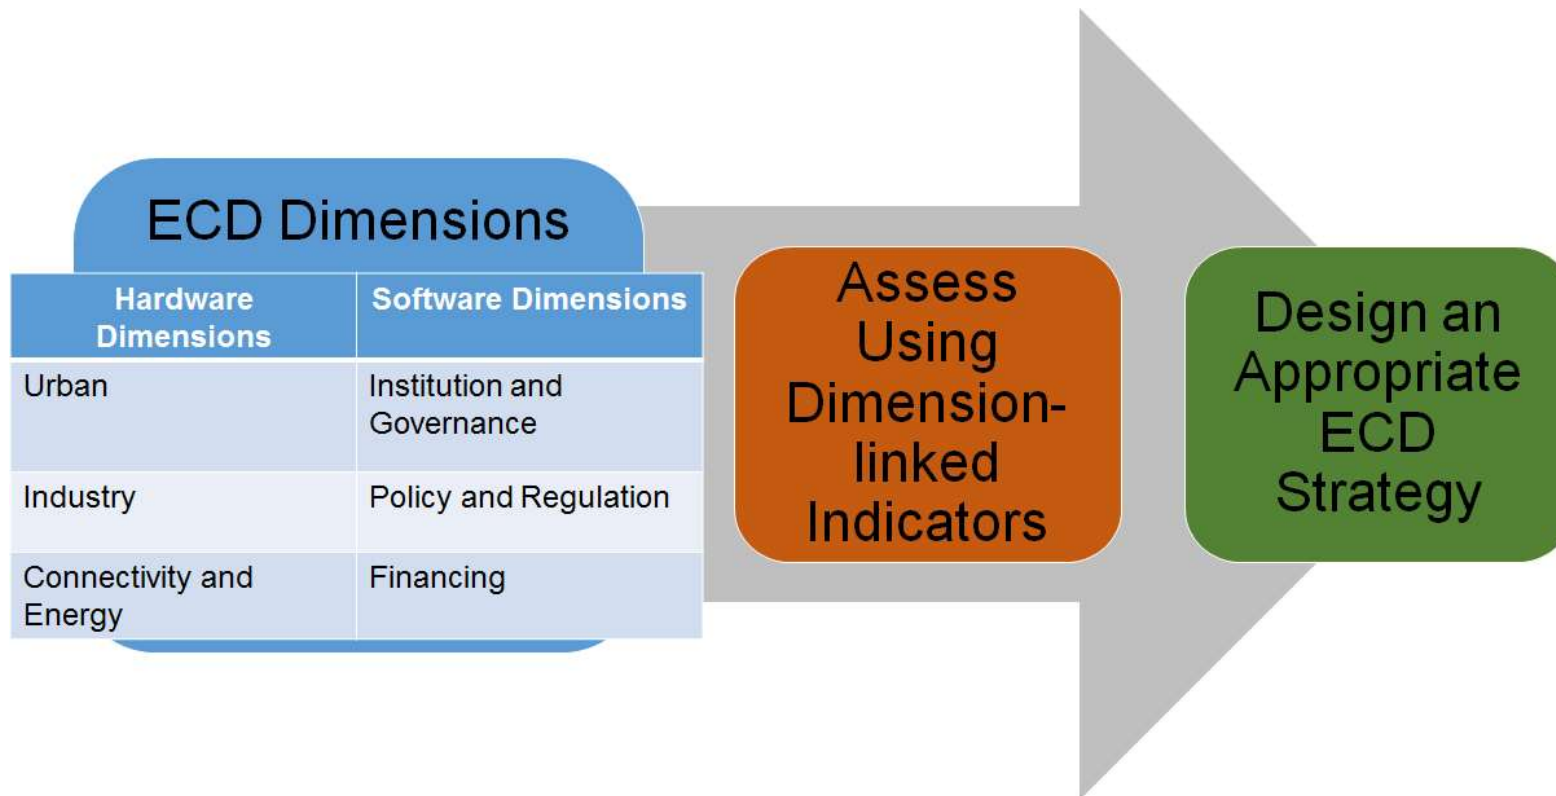 ECD Dimensions
Hardware
Dimensions
Software Dimensions
Urban
Institution and
Governance
Industry
Policy and Regulation
Connectivity and
Energy
Financing
Assess
Using
Dimension-
linked
Indicators
Design an
Appropriate
ECD
Strategy